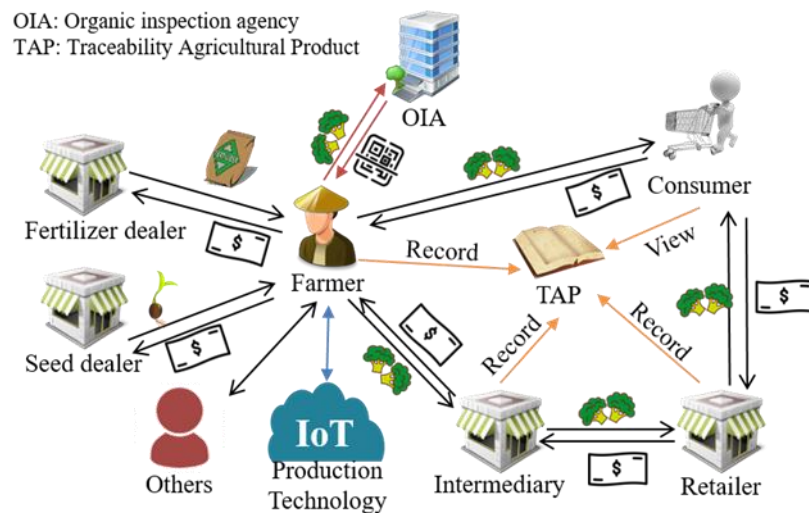 OIA: Organic inspection agency
TAP: Traceability Agricultural Product
OIA
Consumer
$
Fertilizer dealer
$
Record
View
Farmer
TAP
$
Seed dealer
$
$
Record
Record
IoT
Others
Production
Technology
Intermediary
$
Retailer